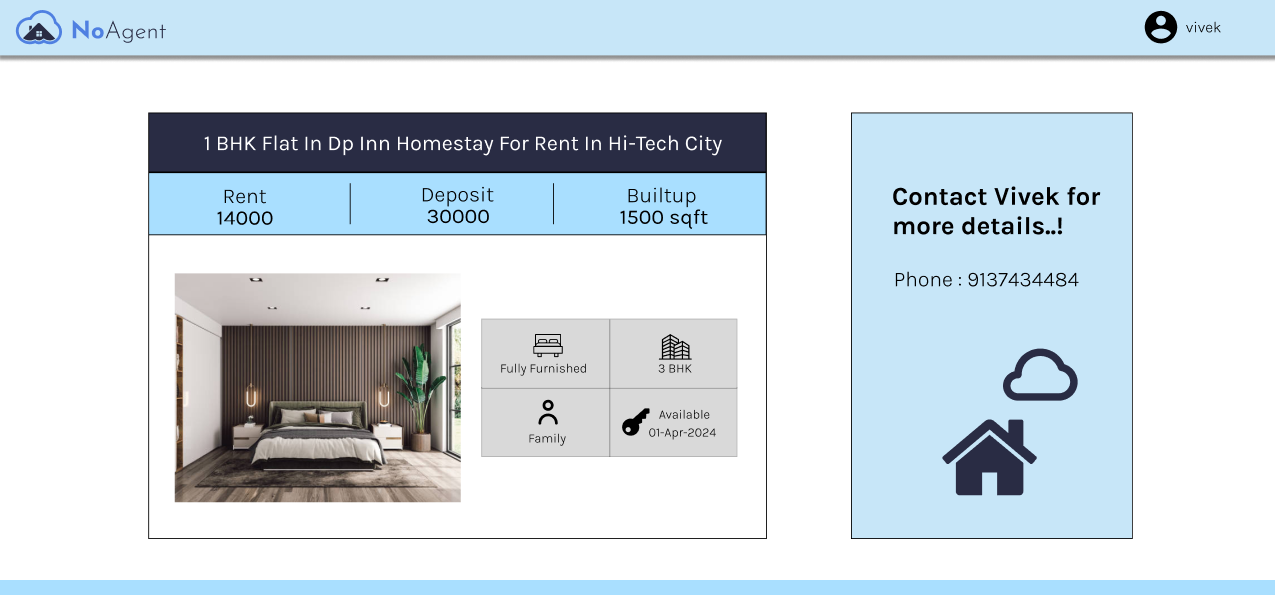 NoAgent
vivek
1 BHK Flat In Dp Inn Homestay For Rent In Hi-Tech City
Rent
14000
Deposit
30000
Builtup
1500 sqft
Fully Furnished
3 BHK
Family
Available
01-Apr-2024
Contact Vivek for
more details..!
Phone : 9137434484